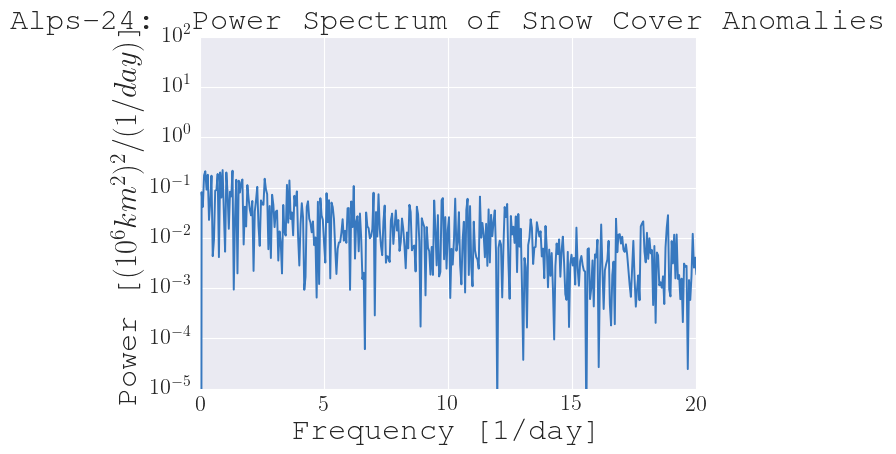 Alps-24: Power Spectrum of Snow Cover Anomalies
Power [(10^6 km^2)^2/(1/day)]
10^2
10^1
10^0
10^-1
10^-2
10^-3
10^-4
10^-5
0 5 10 15 20
Frequency [1/day]